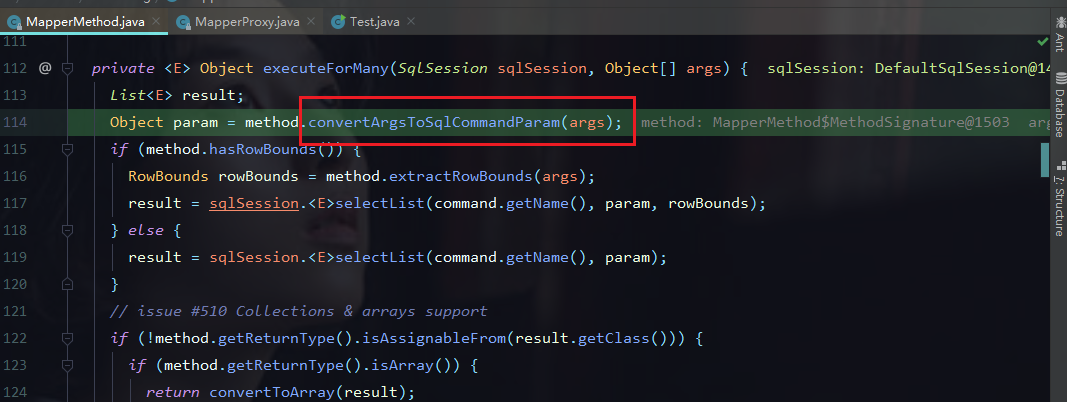 MapperMethod.java × MapperProxy.java × Test.java ×
111
112 @ private <E> Object executeForMany(SqlSession sqlSession, Object[] args) { sqlSession: DefaultSqlSession@14
113 List<E> result;
114 Object param = method.convertArgsToSqlCommandParam(args); method: MapperMethod$MethodSignature@1503 arg
115 if (method.hasRowBounds()) {
116 RowBounds rowBounds = method.extractRowBounds(args);
117 result = sqlSession.<E>selectList(command.getName(), param, rowBounds);
118 } else {
119 result = sqlSession.<E>selectList(command.getName(), param);
120 }
121 // issue #510 Collections & arrays support
122 if (!method.getReturnType().isAssignableFrom(result.getClass())) {
123 if (method.getReturnType().isArray()) {
124 return convertToArray(result);
Ant
Database
7: Structure